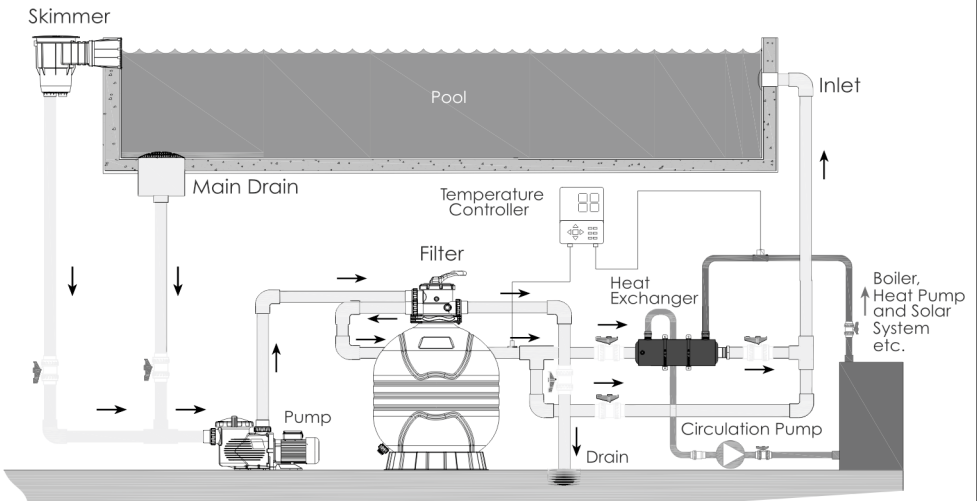 Skimmer
Pool
Inlet
Main Drain
Temperature
Controller
Filter
Heat
Exchanger
Boiler,
Heat Pump
and Solar
System
etc.
Pump
Circulation Pump
Drain